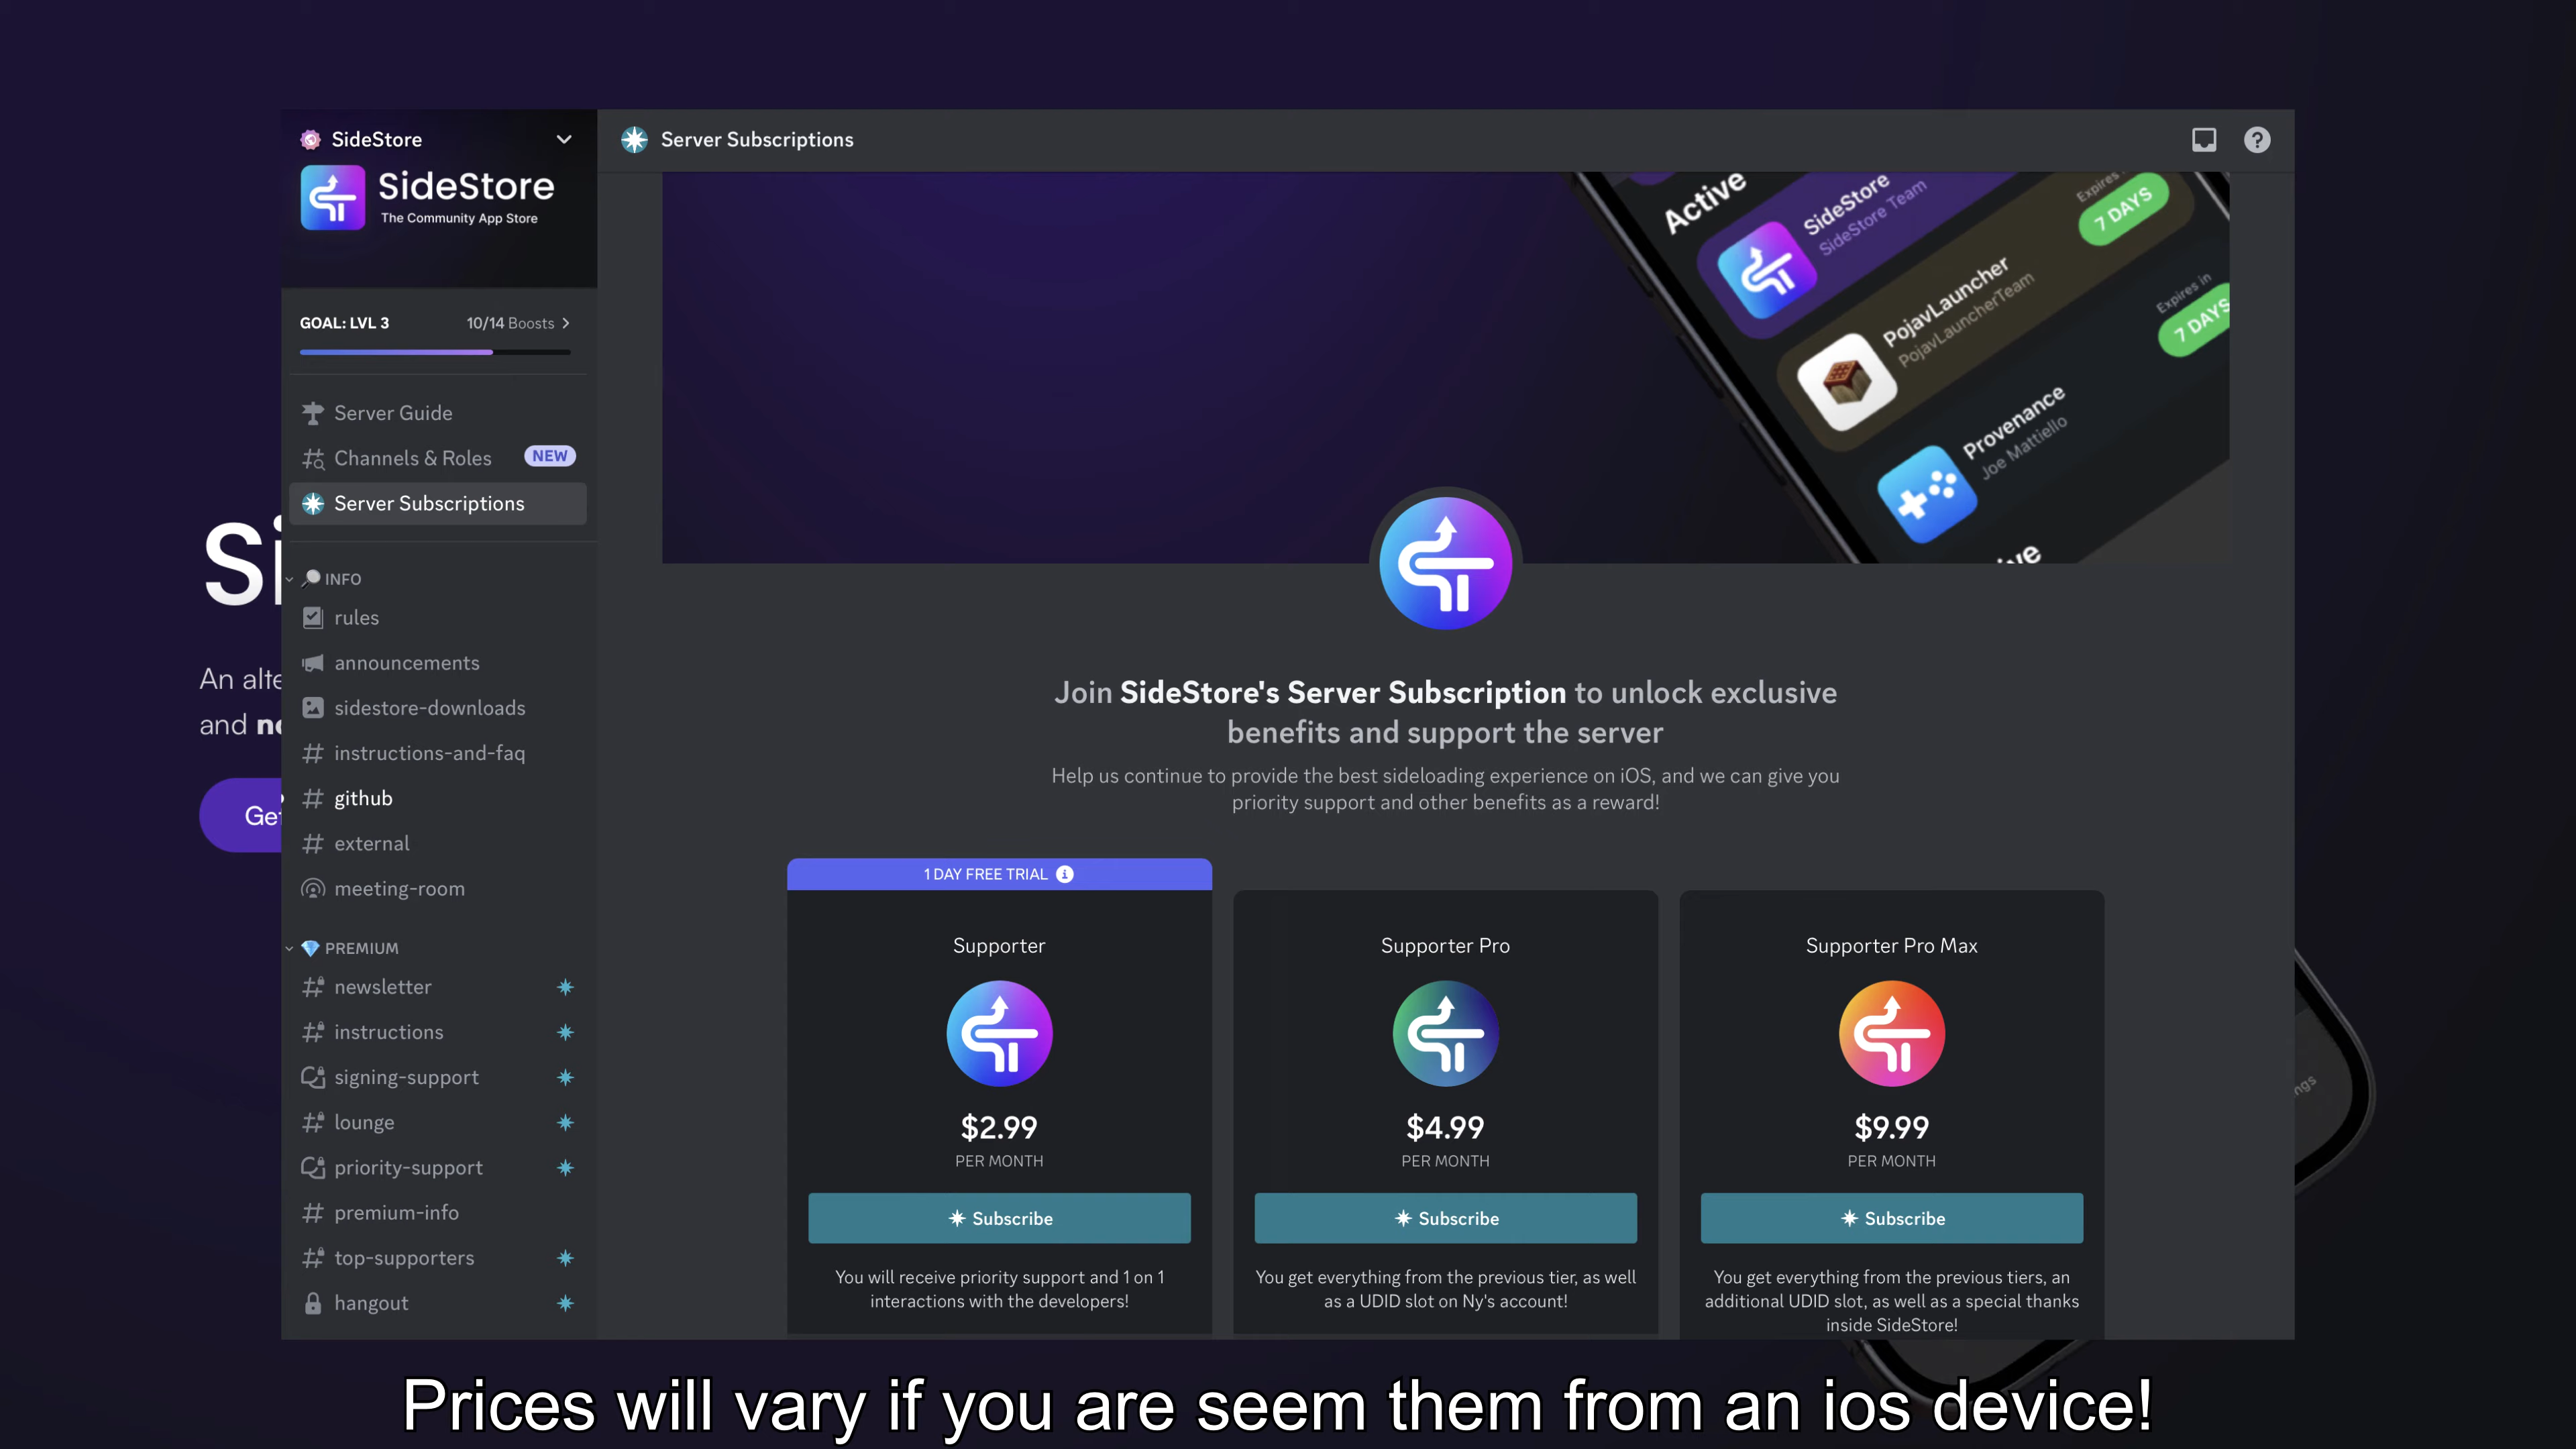 SideStore
SideStore
The Community App Store
GOAL: LVL 3
10/14 Boosts
Server Guide
Channels & Roles
NEW
Server Subscriptions
INFO
rules
announcements
sidestore-downloads
instructions-and-faq
github
external
meeting-room
PREMIUM
newsletter
instructions
signing-support
lounge
priority-support
premium-info
top-supporters
hangout
Si
An alte
and no
Get
Server Subscriptions
Active
SideStore
SideStore Team
Expires
7 DAYS
PojavLauncher
PojavLauncherTeam
Expires in
7 DAYS
Provenance
Joe Mattiello
ive
Join SideStore's Server Subscription to unlock exclusive
benefits and support the server
Help us continue to provide the best sideloading experience on iOS, and we can give you
priority support and other benefits as a reward!
1 DAY FREE TRIAL
Supporter
$2.99
PER MONTH
Subscribe
You will receive priority support and 1 on 1
interactions with the developers!
Supporter Pro
$4.99
PER MONTH
Subscribe
You get everything from the previous tier, as well
as a UDID slot on Ny's account!
Supporter Pro Max
$9.99
PER MONTH
Subscribe
You get everything from the previous tiers, an
additional UDID slot, as well as a special thanks
inside SideStore!
ngs
Prices will vary if you are seem them from an ios device!